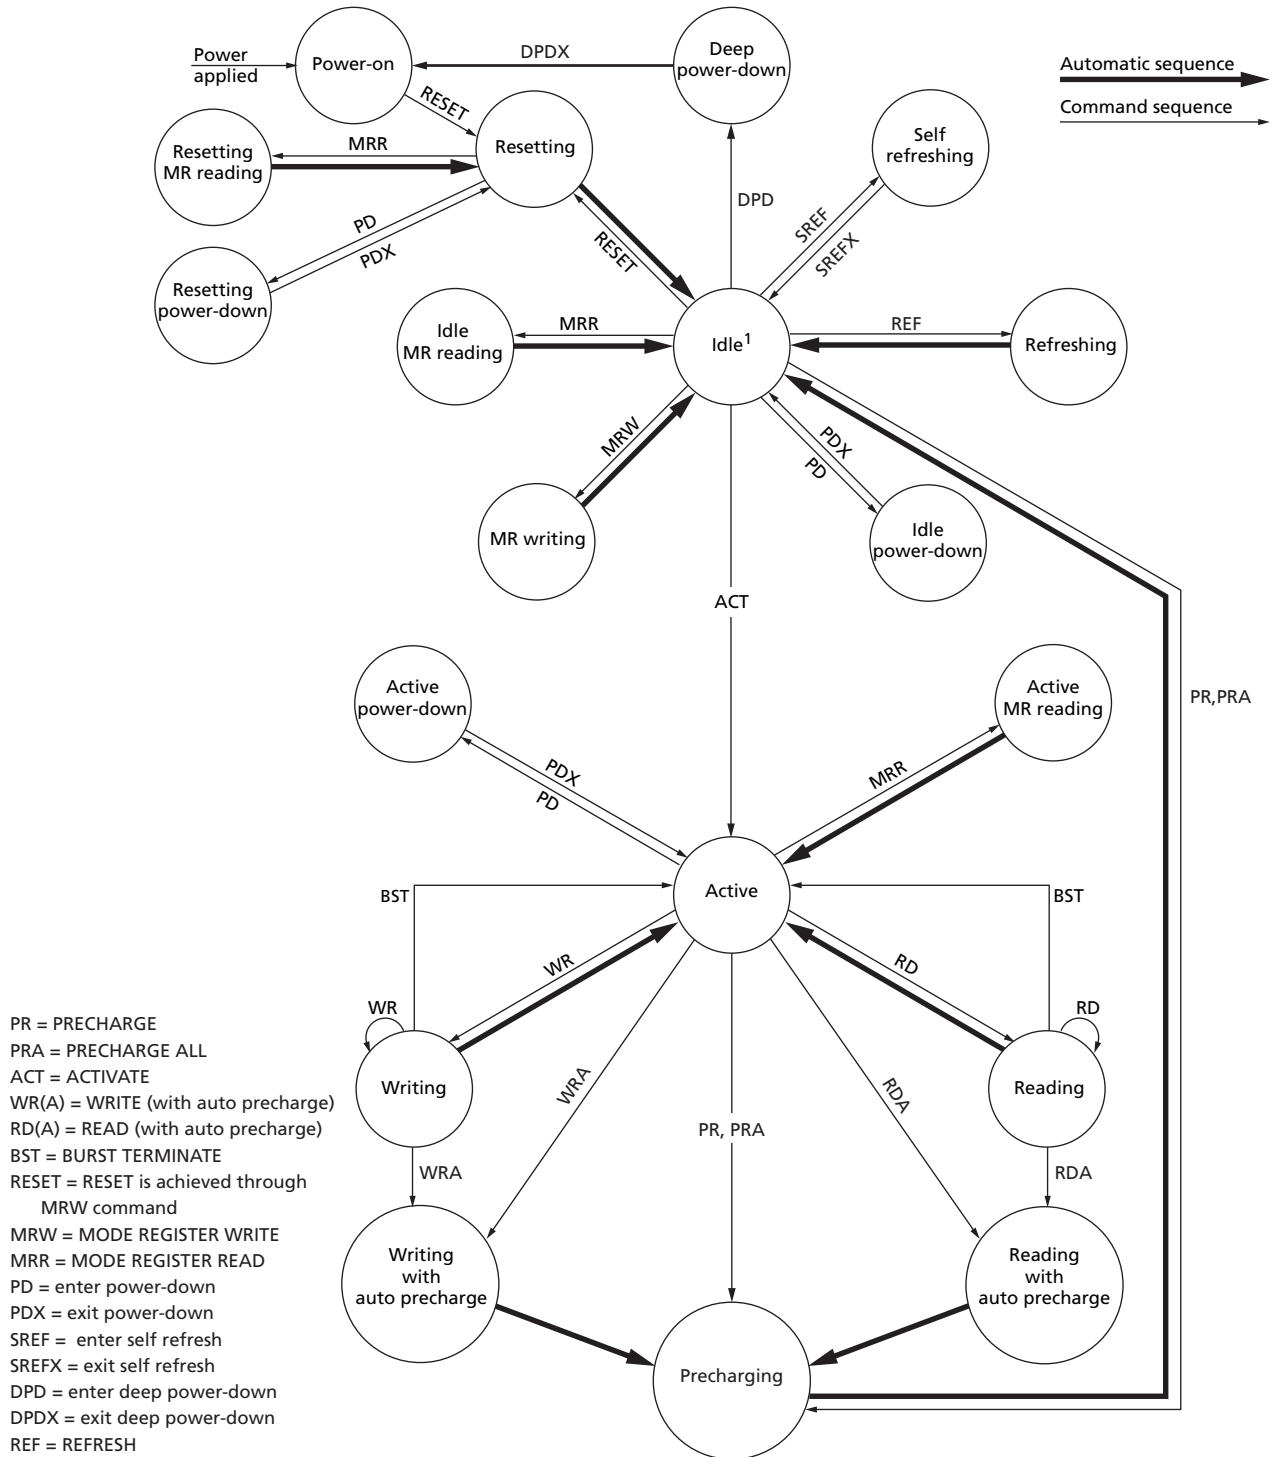 Power
applied
Power-on
DPDX
Deep
power-down
Automatic sequence
Command sequence
RESET
Resetting
MR reading
MRR
Resetting
Self
refreshing
DPD
PD
PDX
RESET
SREF
SREFX
Resetting
power-down
Idle
MR reading
MRR
Idle1
REF
Refreshing
MRW
PDX
PD
MR writing
Idle
power-down
ACT
Active
power-down
Active
MR reading
PR,PRA
PDX
PD
MRR
BST
Active
BST
WR
RD
WR
RD
Writing
Reading
WRA
RDA
PR, PRA
WRA
RDA
Writing
with
auto precharge
Reading
with
auto precharge
Precharging
PR = PRECHARGE
PRA = PRECHARGE ALL
ACT = ACTIVATE
WR(A) = WRITE (with auto precharge)
RD(A) = READ (with auto precharge)
BST = BURST TERMINATE
RESET = RESET is achieved through
MRW command
MRW = MODE REGISTER WRITE
MRR = MODE REGISTER READ
PD = enter power-down
PDX = exit power-down
SREF =  enter self refresh
SREFX = exit self refresh
DPD = enter deep power-down
DPDX = exit deep power-down
REF = REFRESH